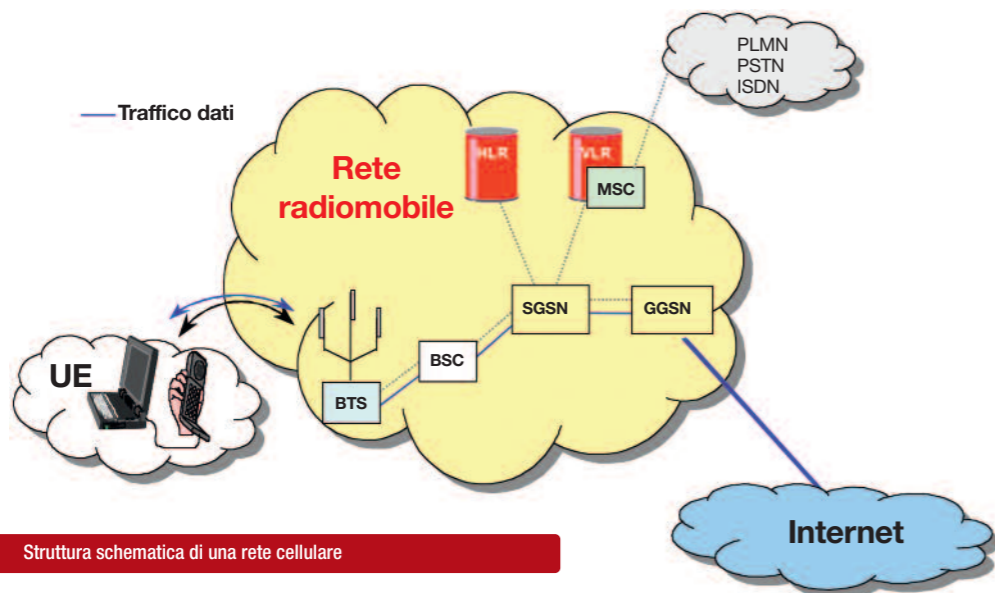 PLMN
PSTN
ISDN
Traffico dati
HLR
VLR
MSC
Rete
radiomobile
SGSN
GGSN
BSC
UE
BTS
Internet
Struttura schematica di una rete cellulare